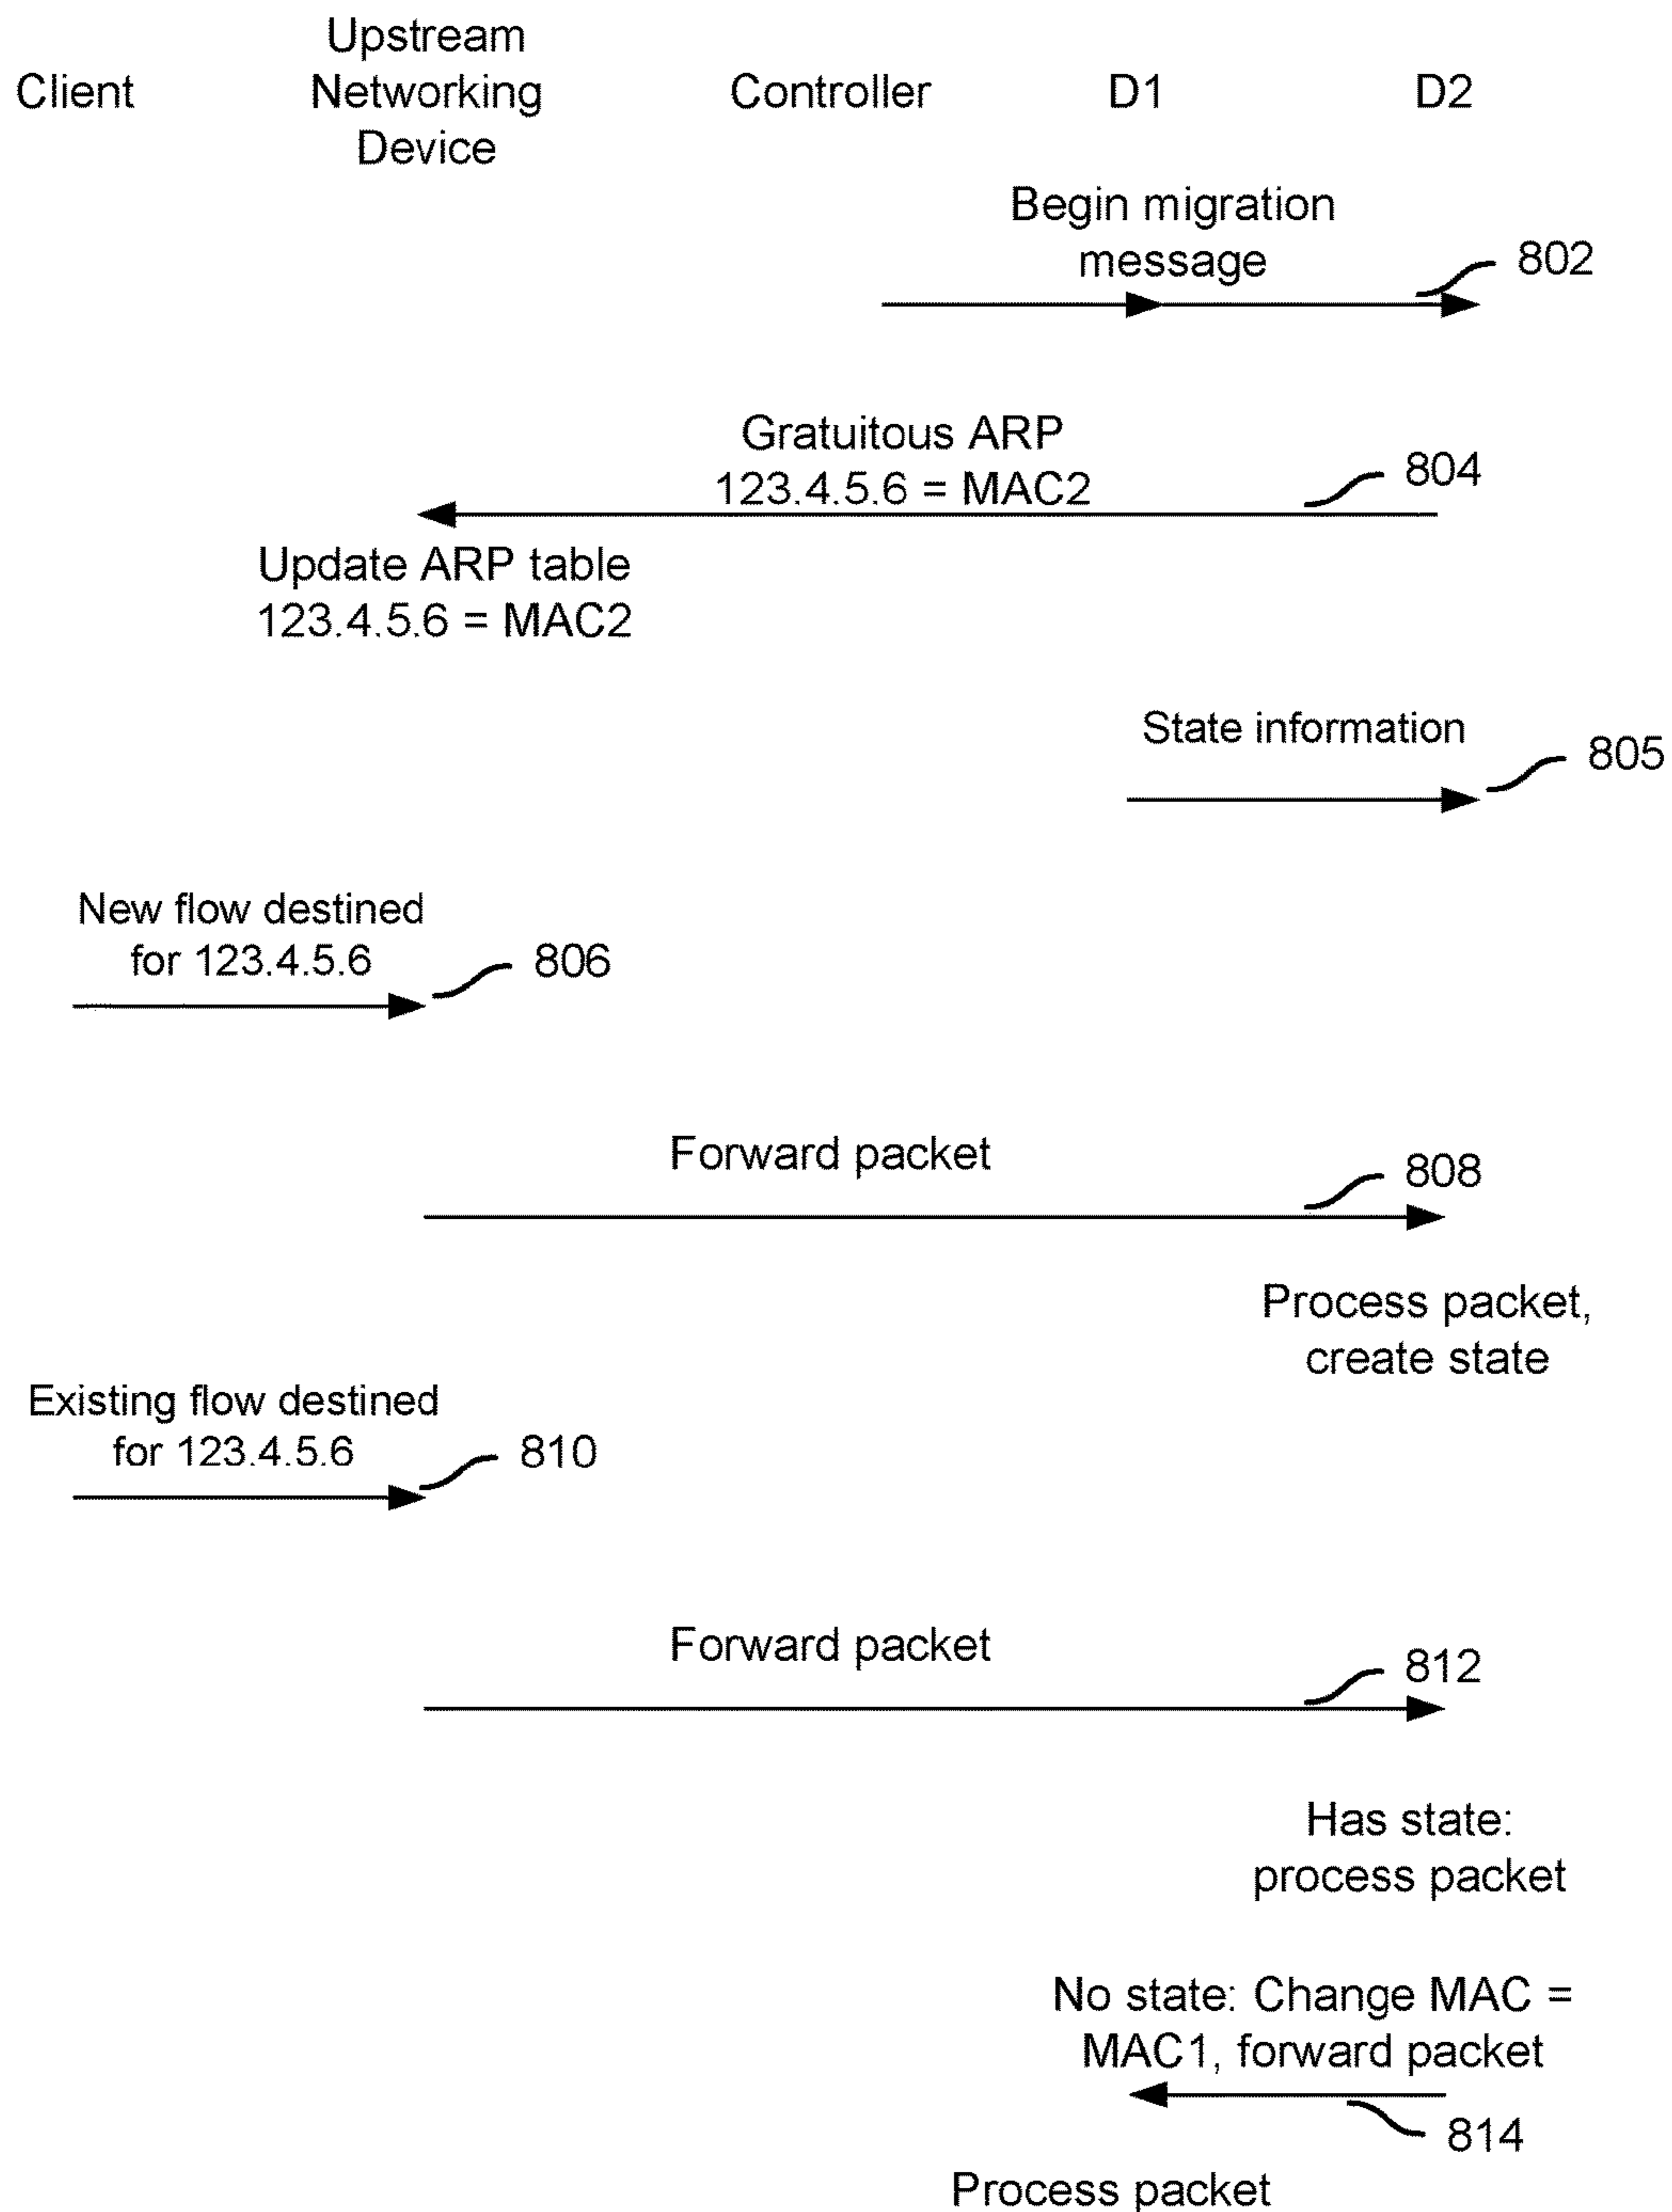 Client
Upstream
Networking
Device
Controller
D1
D2
Begin migration
message
802
Gratuitous ARP
123.4.5.6 = MAC2
804
Update ARP table
123.4.5.6 = MAC2
State information
805
New flow destined
for 123.4.5.6
806
Forward packet
808
Process packet,
create state
Existing flow destined
for 123.4.5.6
810
Forward packet
812
Has state:
process packet
No state: Change MAC =
MAC1, forward packet
814
Process packet